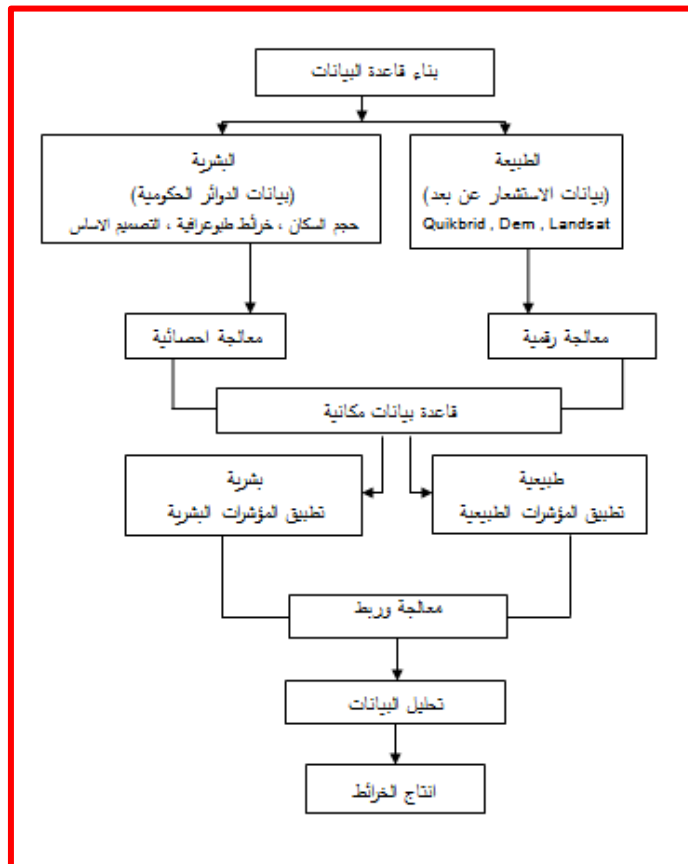 بناء قاعدة البيانات
الطبيعة
(بيانات الاستشعار عن بعد)
Quikbrid , Dem , Landsat
البشرية
(بيانات الدوائر الحكومية)
حجم السكان ، خرائط طبوغرافية ، التصميم الاساس
معالجة رقمية
معالجة احصائية
قاعدة بيانات مكانية
طبيعية
تطبيق المؤشرات الطبيعية
بشرية
تطبيق المؤشرات البشرية
معالجة وربط
تحليل البيانات
انتاج الخرائط